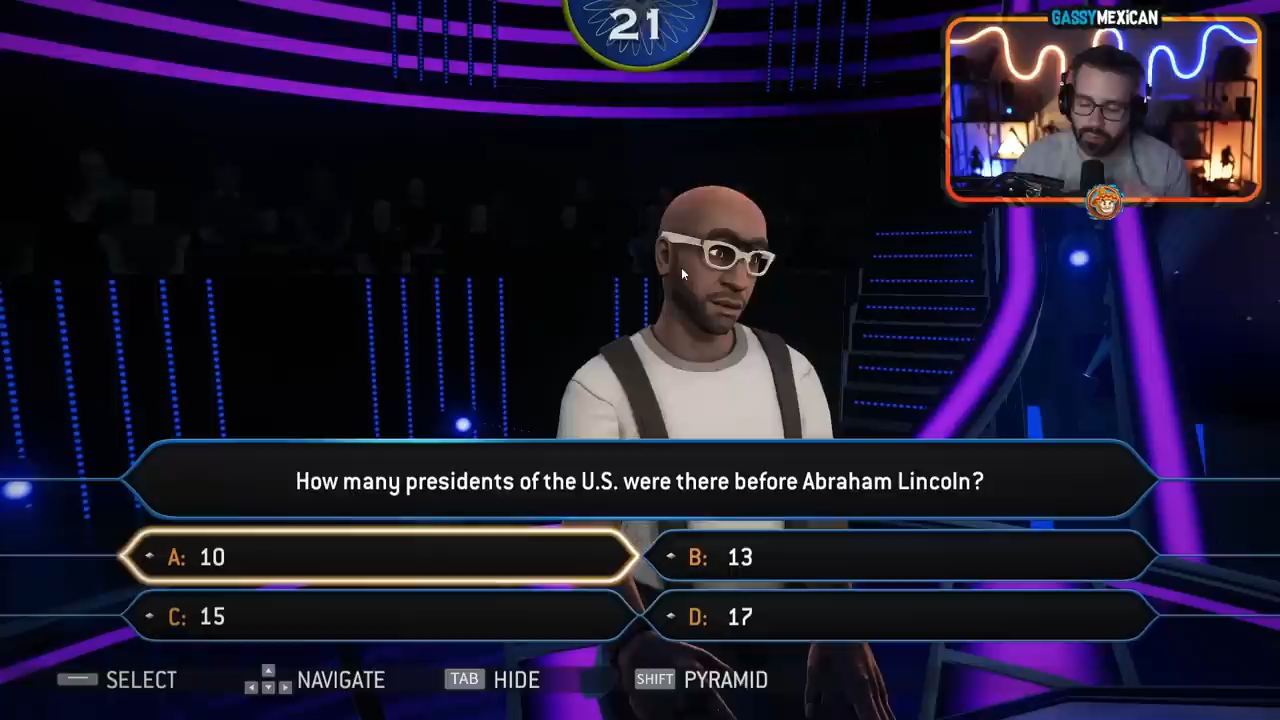 21
GASSYMEXICAN
How many presidents of the U.S. were there before Abraham Lincoln?
A: 10
B: 13
C: 15
D: 17
SELECT
NAVIGATE
TAB HIDE
SHIFT PYRAMID